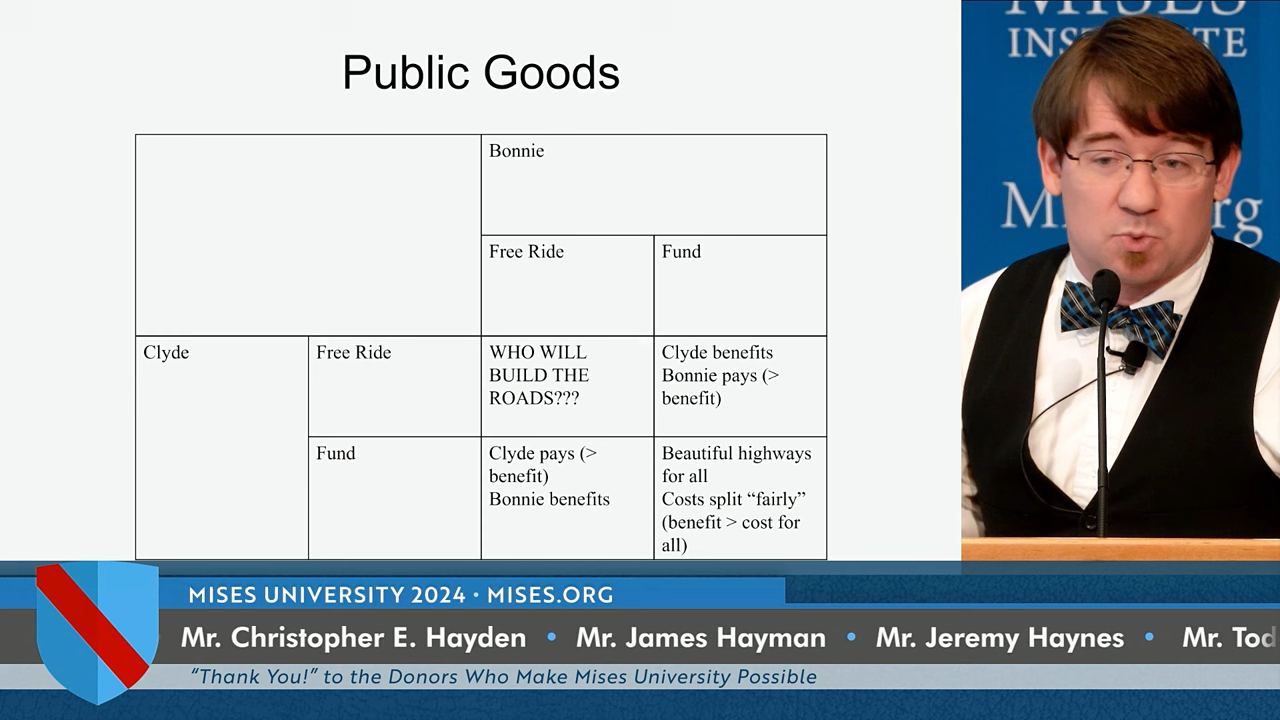 Public Goods
Bonnie
Free Ride
Fund
Clyde
Free Ride
WHO WILL
BUILD THE
ROADS???
Clyde benefits
Bonnie pays (>
benefit)
Fund
Clyde pays (>
benefit)
Bonnie benefits
Beautiful highways
for all
Costs split “fairly”
(benefit > cost for
all)
MISES UNIVERSITY 2024 • MISES.ORG
Mr. Christopher E. Hayden • Mr. James Hayman • Mr. Jeremy Haynes • Mr. Tod
“Thank You!” to the Donors Who Make Mises University Possible